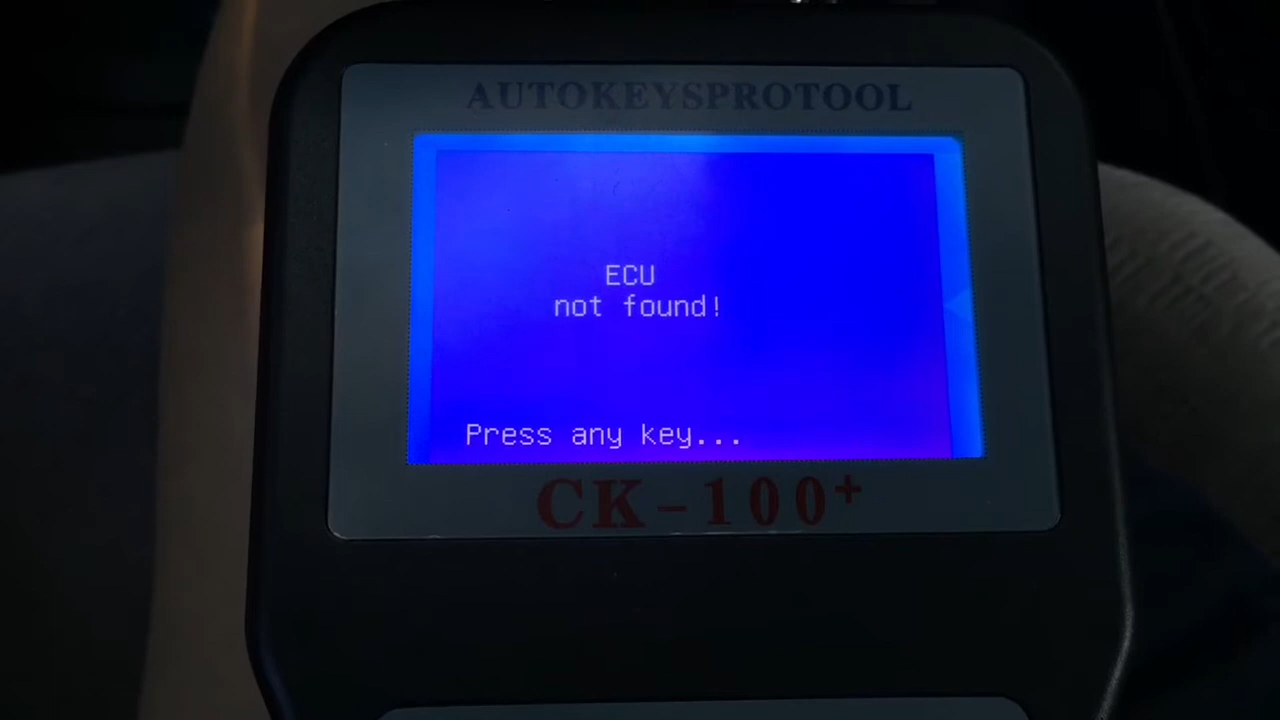 AUTOKEYSPROTOOL
ECU
not found!
Press any key...
CK-100+